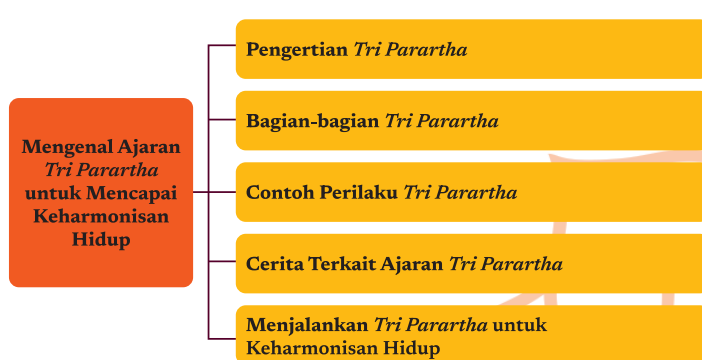 Mengenal Ajaran
Tri Parartha
untuk Mencapai
Keharmonisan
Hidup
Pengertian Tri Parartha
Bagian-bagian Tri Parartha
Contoh Perilaku Tri Parartha
Cerita Terkait Ajaran Tri Parartha
Menjalankan Tri Parartha untuk
Keharmonisan Hidup